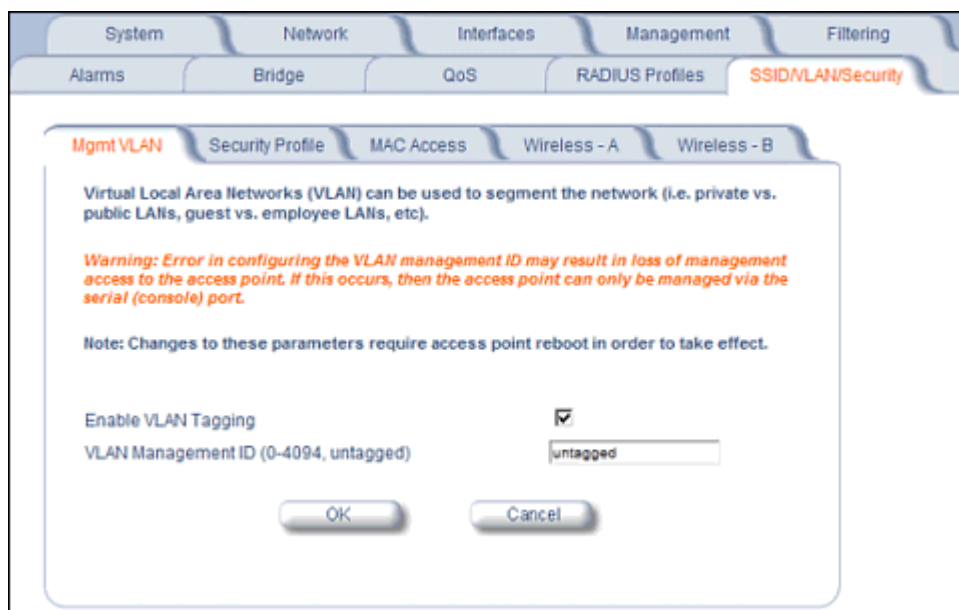 System Network Interfaces Management Filtering
Alarms Bridge QoS RADIUS Profiles SSID/VLAN/Security
Mgmt VLAN Security Profile MAC Access Wireless - A Wireless - B
Virtual Local Area Networks (VLAN) can be used to segment the network (i.e. private vs.
public LANs, guest vs. employee LANs, etc).
Warning: Error in configuring the VLAN management ID may result in loss of management
access to the access point. If this occurs, then the access point can only be managed via the
serial (console) port.
Note: Changes to these parameters require access point reboot in order to take effect.
Enable VLAN Tagging
VLAN Management ID (0-4094, untagged) untagged
OK Cancel